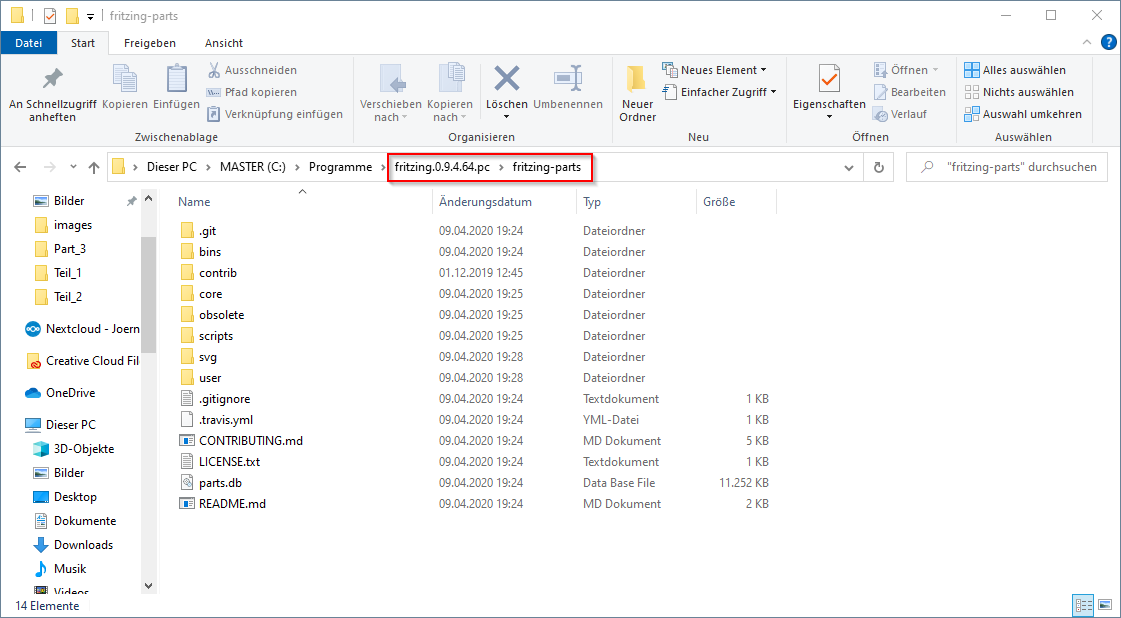 fritzing-parts
Datei Start Freigeben Ansicht
An Schnellzugriff anheften
Kopieren
Einfügen
Ausschneiden
Pfad kopieren
Verknüpfung einfügen
Zwischenablage
Verschieben nach
Kopieren nach
Löschen
Umbenennen
Organisieren
Neuer Ordner
Neues Element
Einfacher Zugriff
Neu
Eigenschaften
Öffnen
Bearbeiten
Verlauf
Öffnen
Alles auswählen
Nichts auswählen
Auswahl umkehren
Auswählen
Dieser PC > MASTER (C:) > Programme > fritzing.0.9.4.64.pc > fritzing-parts
"fritzing-parts" durchsuchen
Bilder
images
Part_3
Teil_1
Teil_2
Nextcloud - Joern
Creative Cloud Fil
OneDrive
Dieser PC
3D-Objekte
Bilder
Desktop
Dokumente
Downloads
Musik
Videos
Name Änderungsdatum Typ Größe
.git 09.04.2020 19:24 Dateiordner
bins 09.04.2020 19:24 Dateiordner
contrib 01.12.2019 12:45 Dateiordner
core 09.04.2020 19:25 Dateiordner
obsolete 09.04.2020 19:25 Dateiordner
scripts 09.04.2020 19:25 Dateiordner
svg 09.04.2020 19:28 Dateiordner
user 09.04.2020 19:28 Dateiordner
.gitignore 09.04.2020 19:24 Textdokument 1 KB
.travis.yml 09.04.2020 19:24 YML-Datei 1 KB
CONTRIBUTING.md 09.04.2020 19:24 MD Dokument 5 KB
LICENSE.txt 09.04.2020 19:24 Textdokument 1 KB
parts.db 09.04.2020 19:24 Data Base File 11.252 KB
README.md 09.04.2020 19:24 MD Dokument 2 KB
14 Elemente